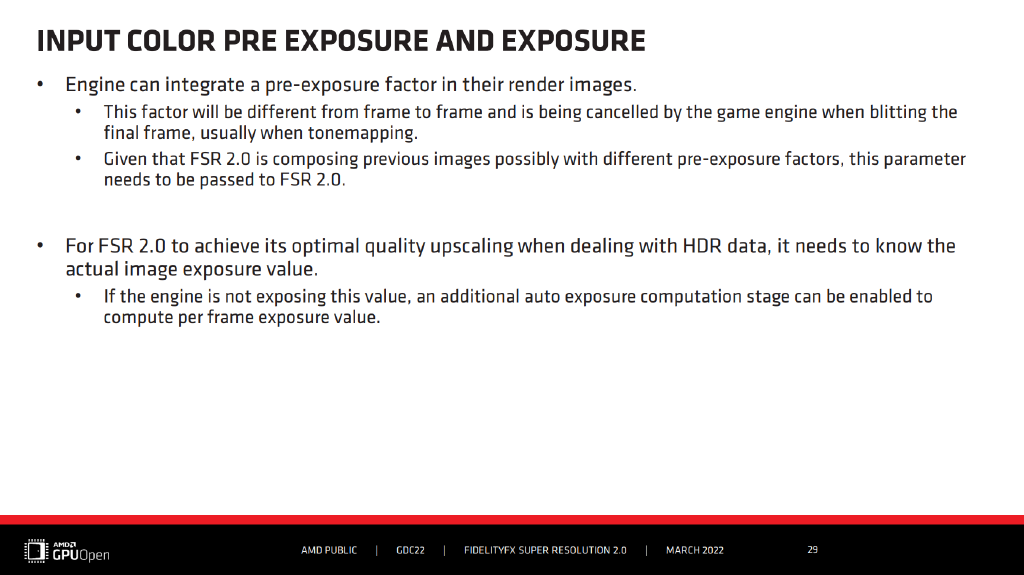 INPUT COLOR PRE EXPOSURE AND EXPOSURE
• Engine can integrate a pre-exposure factor in their render images.
• This factor will be different from frame to frame and is being cancelled by the game engine when blitting the
final frame, usually when tonemapping.
• Given that FSR 2.0 is composing previous images possibly with different pre-exposure factors, this parameter
needs to be passed to FSR 2.0.
• For FSR 2.0 to achieve its optimal quality upscaling when dealing with HDR data, it needs to know the
actual image exposure value.
• If the engine is not exposing this value, an additional auto exposure computation stage can be enabled to
compute per frame exposure value.
AMD
GPUOpen
AMD PUBLIC | GDC22 | FIDELITYFX SUPER RESOLUTION 2.0 | MARCH 2022 29